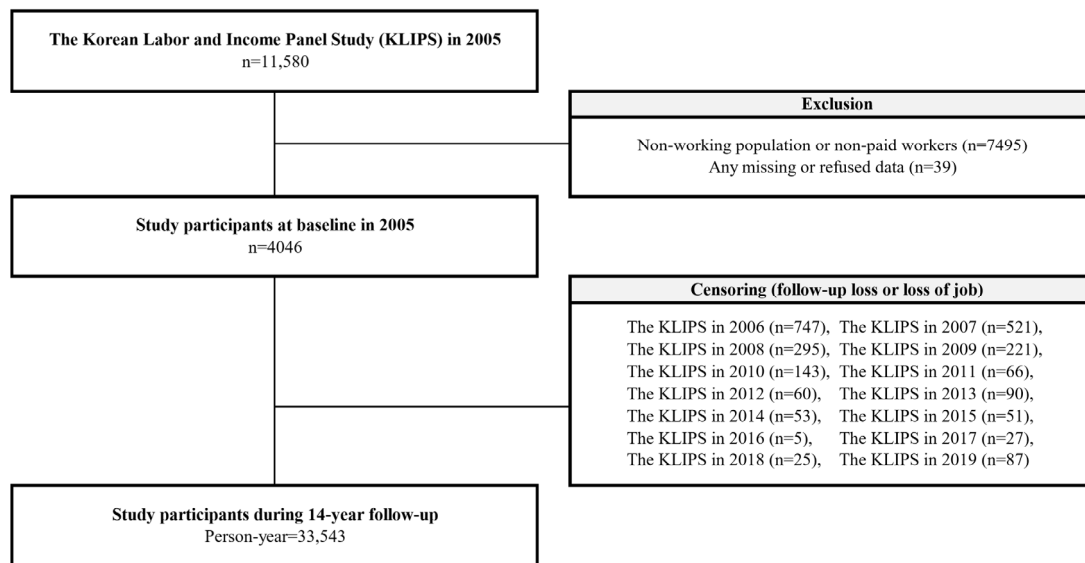 The Korean Labor and Income Panel Study (KLIPS) in 2005
n=11,580
Exclusion
Non-working population or non-paid workers (n=7495)
Any missing or refused data (n=39)
Study participants at baseline in 2005
n=4046
Censoring (follow-up loss or loss of job)
The KLIPS in 2006 (n=747), The KLIPS in 2007 (n=521),
The KLIPS in 2008 (n=295), The KLIPS in 2009 (n=221),
The KLIPS in 2010 (n=143), The KLIPS in 2011 (n=66),
The KLIPS in 2012 (n=60), The KLIPS in 2013 (n=90),
The KLIPS in 2014 (n=53), The KLIPS in 2015 (n=51),
The KLIPS in 2016 (n=5), The KLIPS in 2017 (n=27),
The KLIPS in 2018 (n=25), The KLIPS in 2019 (n=87)
Study participants during 14-year follow-up
Person-year=33,543